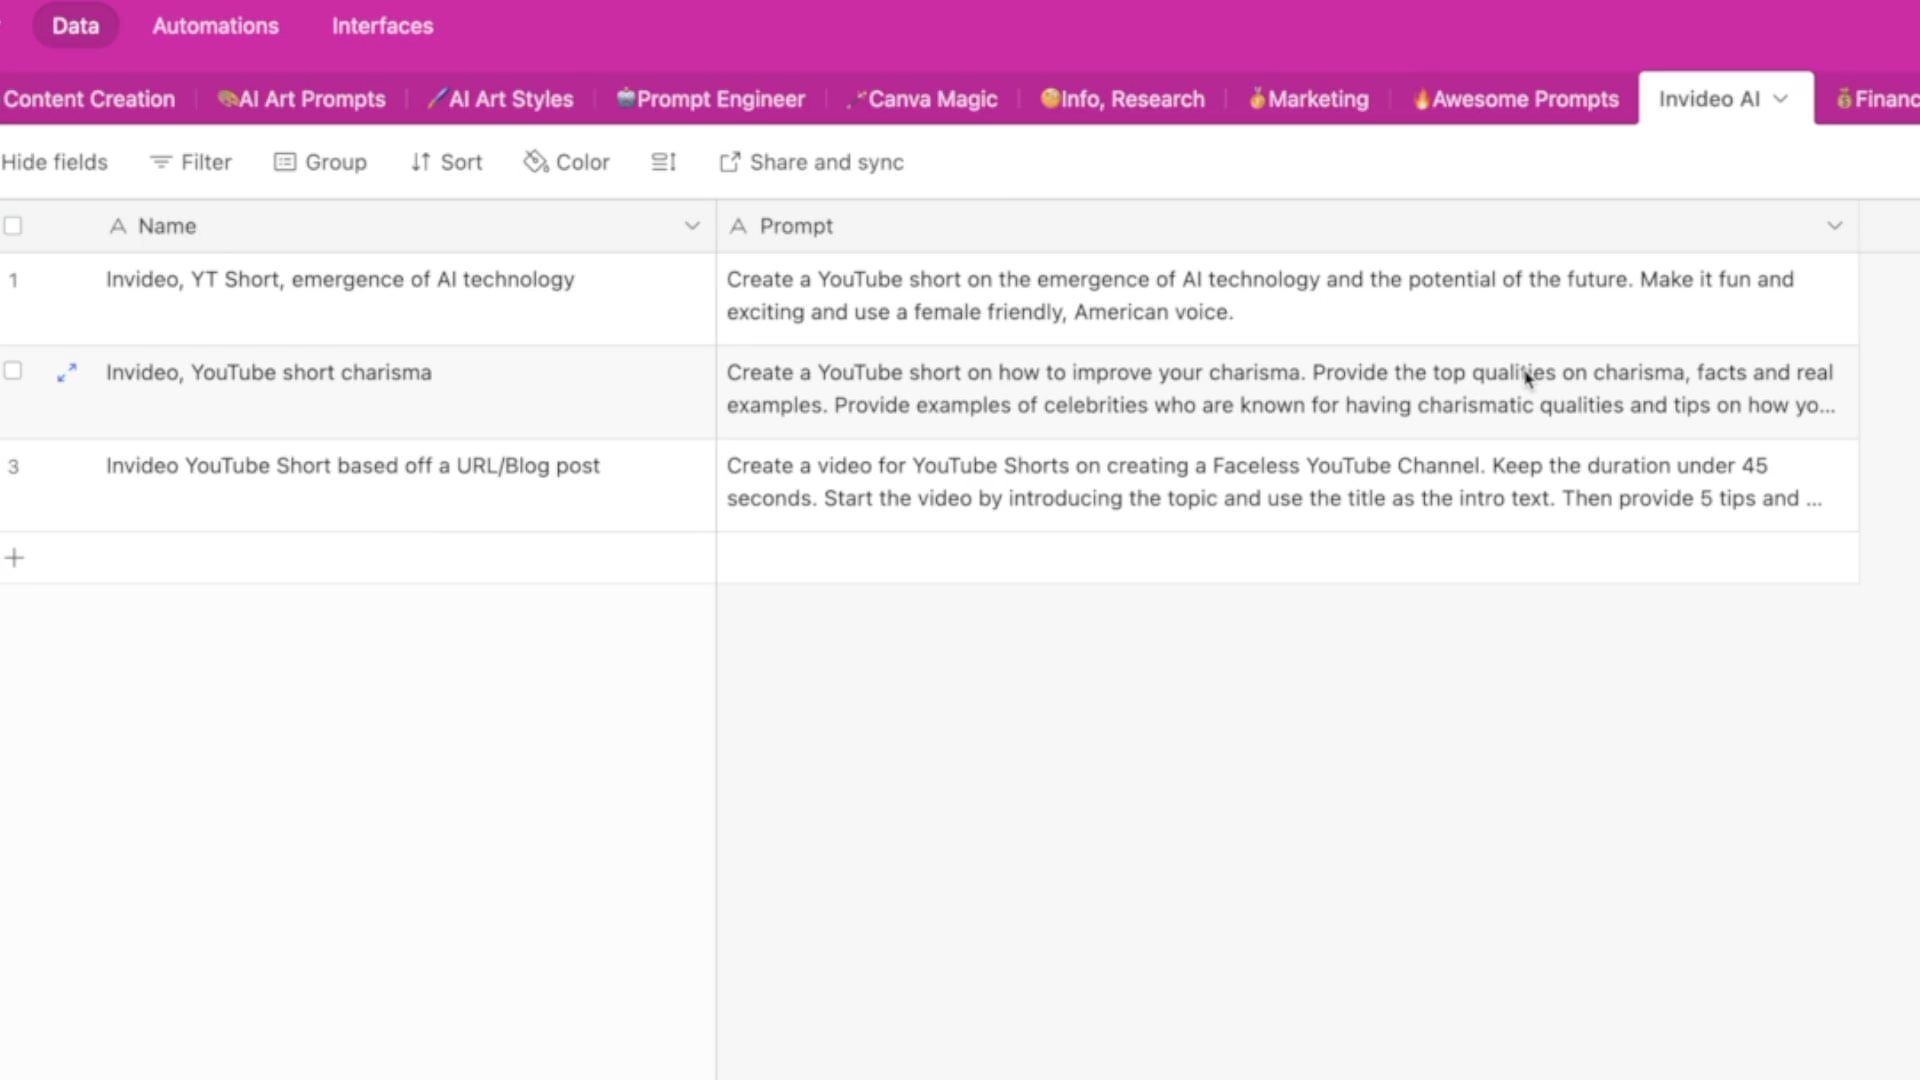 Data Automations Interfaces
Content Creation AI Art Prompts AI Art Styles Prompt Engineer Canva Magic Info, Research Marketing Awesome Prompts Invideo AI Financ
Hide fields Filter Group Sort Color Share and sync
A Name A Prompt
1 Invideo, YT Short, emergence of AI technology
Create a YouTube short on the emergence of AI technology and the potential of the future. Make it fun and
exciting and use a female friendly, American voice.
Invideo, YouTube short charisma
Create a YouTube short on how to improve your charisma. Provide the top qualities on charisma, facts and real
examples. Provide examples of celebrities who are known for having charismatic qualities and tips on how yo...
3 Invideo YouTube Short based off a URL/Blog post
Create a video for YouTube Shorts on creating a Faceless YouTube Channel. Keep the duration under 45
seconds. Start the video by introducing the topic and use the title as the intro text. Then provide 5 tips and ...